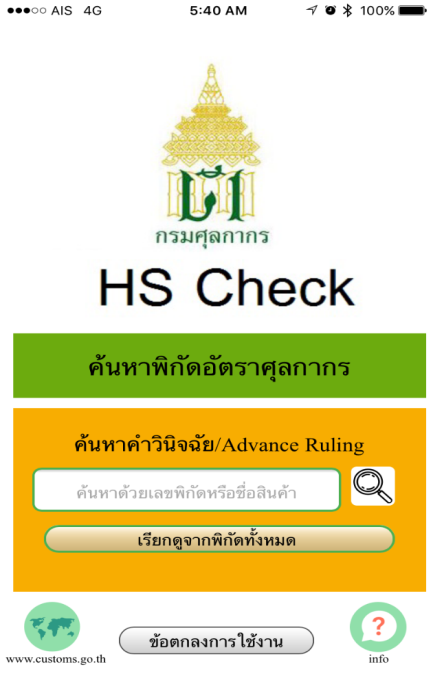 AIS 4G 5:40 AM 100%
กรมศุลกากร
HS Check
ค้นหาพิกัดอัตราศุลกากร
ค้นหาคำวินิจฉัย/Advance Ruling
ค้นหาด้วยเลขพิกัดหรือชื่อสินค้า
เรียกดูจากพิกัดทั้งหมด
?
ข้อตกลงการใช้งาน
www.customs.go.th
info